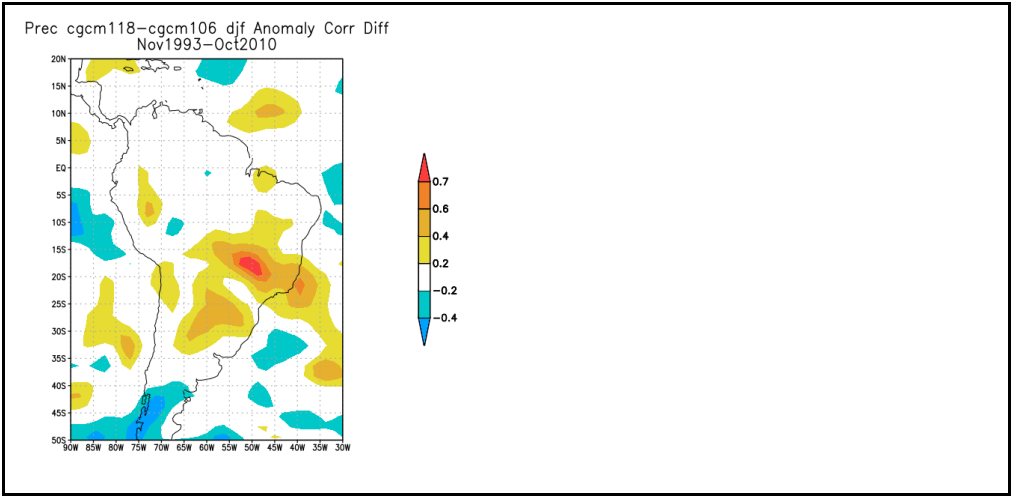 Prec cgcm118−cgcm106 djf Anomaly Corr Diff
Nov1993−Oct2010
20N
15N
10N
5N
EQ
5S
10S
15S
20S
25S
30S
35S
40S
45S
50S
90W 85W 80W 75W 70W 65W 60W 55W 50W 45W 40W 35W 30W
0.7
0.6
0.4
0.2
−0.2
−0.4